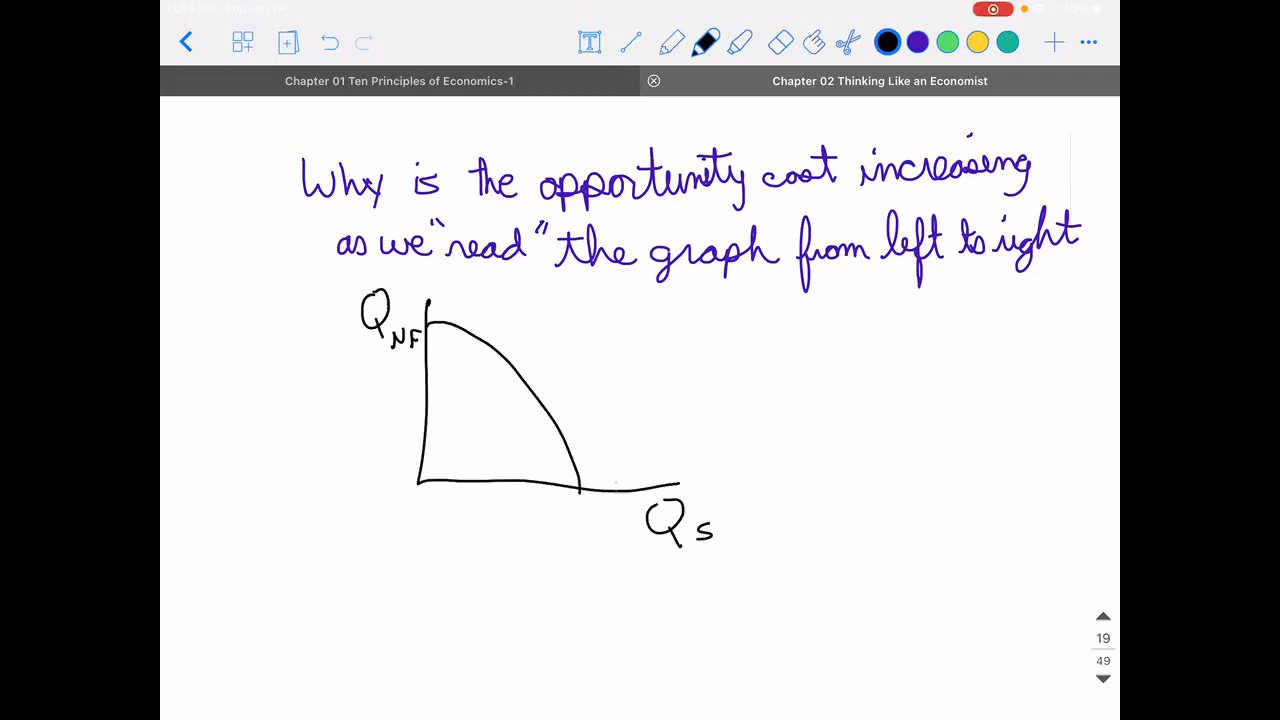 Chapter 01 Ten Principles of Economics-1
Chapter 02 Thinking Like an Economist
Why is the opportunity cost increasing
as we "read" the graph from left to right
Q NF
Q s
19
49